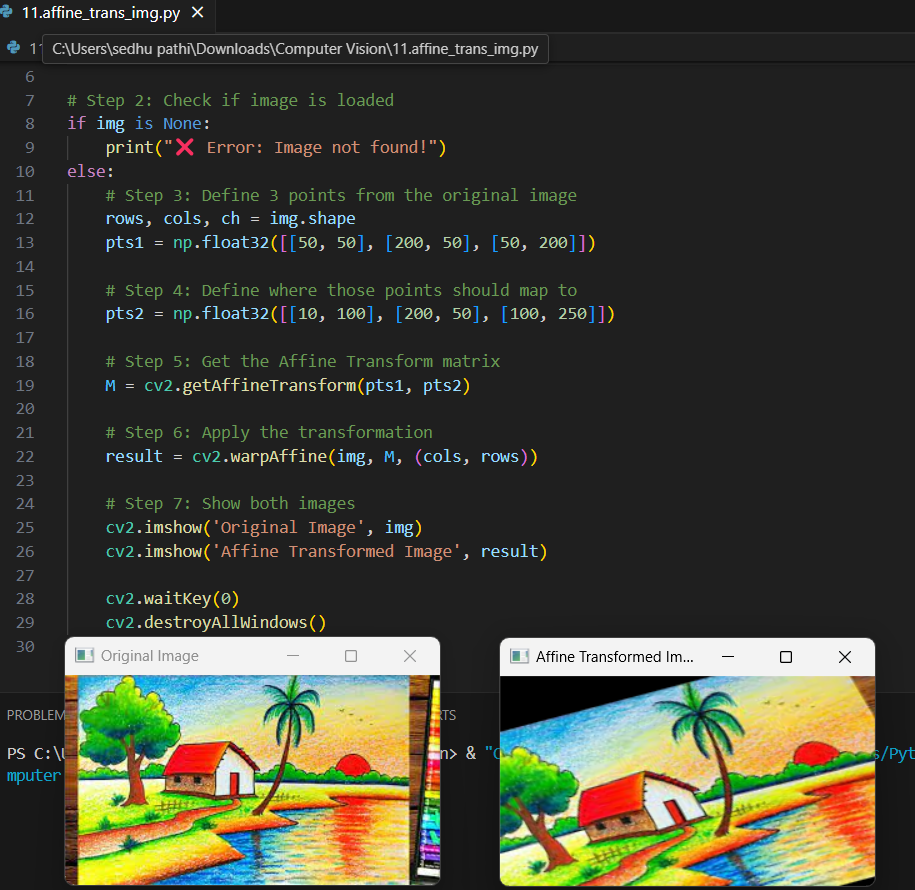 11.affine_trans_img.py
11
C:\Users\sedhu pathi\Downloads\Computer Vision\11.affine_trans_img.py
6
7 # Step 2: Check if image is loaded
8 if img is None:
9 print("❌ Error: Image not found!")
10 else:
11 # Step 3: Define 3 points from the original image
12 rows, cols, ch = img.shape
13 pts1 = np.float32([[50, 50], [200, 50], [50, 200]])
14
15 # Step 4: Define where those points should map to
16 pts2 = np.float32([[10, 100], [200, 50], [100, 250]])
17
18 # Step 5: Get the Affine Transform matrix
19 M = cv2.getAffineTransform(pts1, pts2)
20
21 # Step 6: Apply the transformation
22 result = cv2.warpAffine(img, M, (cols, rows))
23
24 # Step 7: Show both images
25 cv2.imshow('Original Image', img)
26 cv2.imshow('Affine Transformed Image', result)
27
28 cv2.waitKey(0)
29 cv2.destroyAllWindows()
30
Original Image
Affine Transformed Im...
PROBLEM
TS
PS C:\
n> & "
s/Pyt
mputer